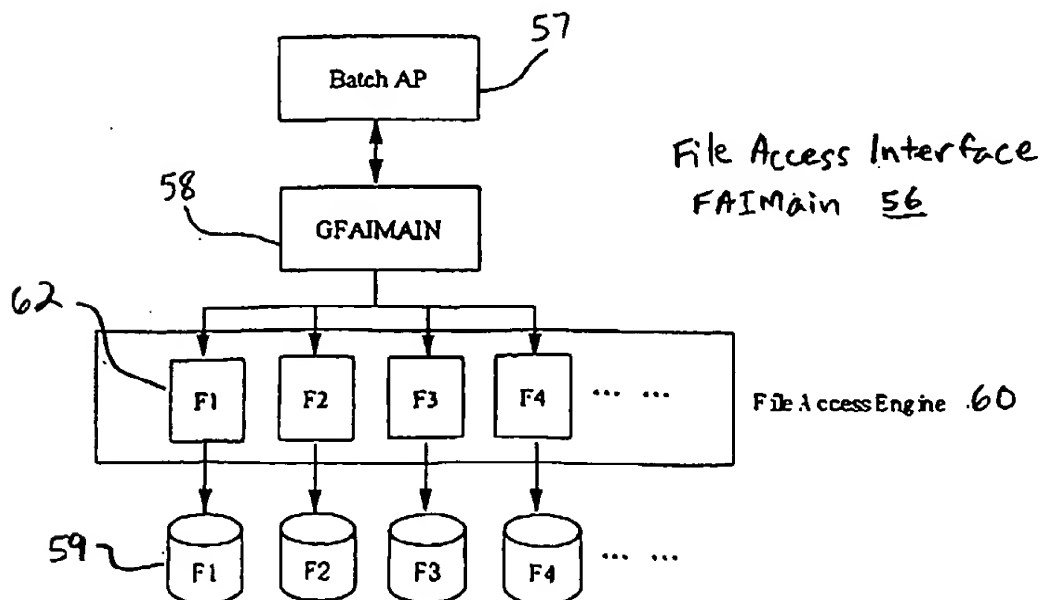 57
Batch AP
File Access Interface
FAIMain 56
58
GFAIMAIN
62
F1 F2 F3 F4 ... ...
File Access Engine 60
59
F1 F2 F3 F4 ... ...